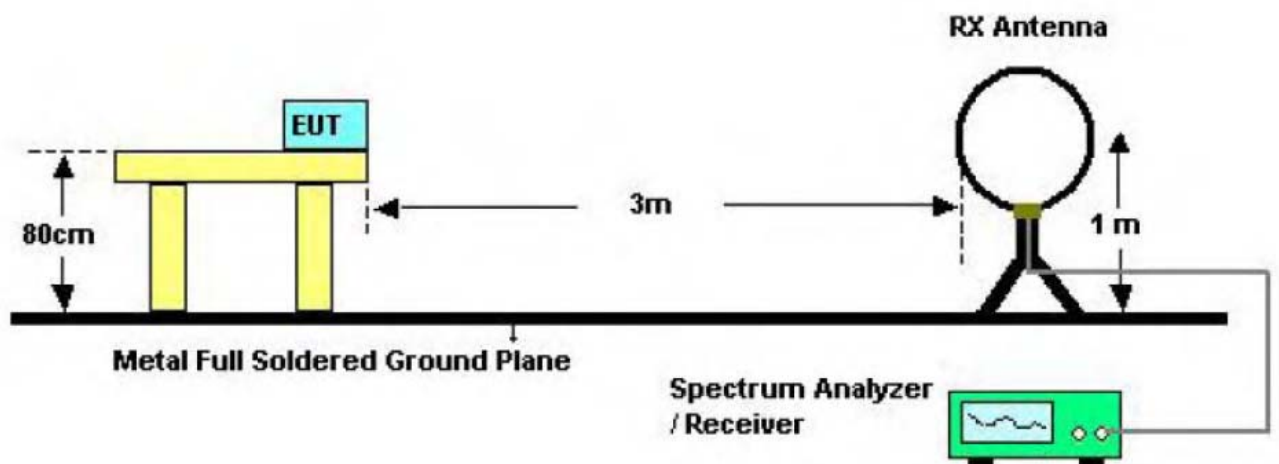 RX Antenna
EUT
80cm
3m
1 m
Metal Full Soldered Ground Plane
Spectrum Analyzer
/ Receiver